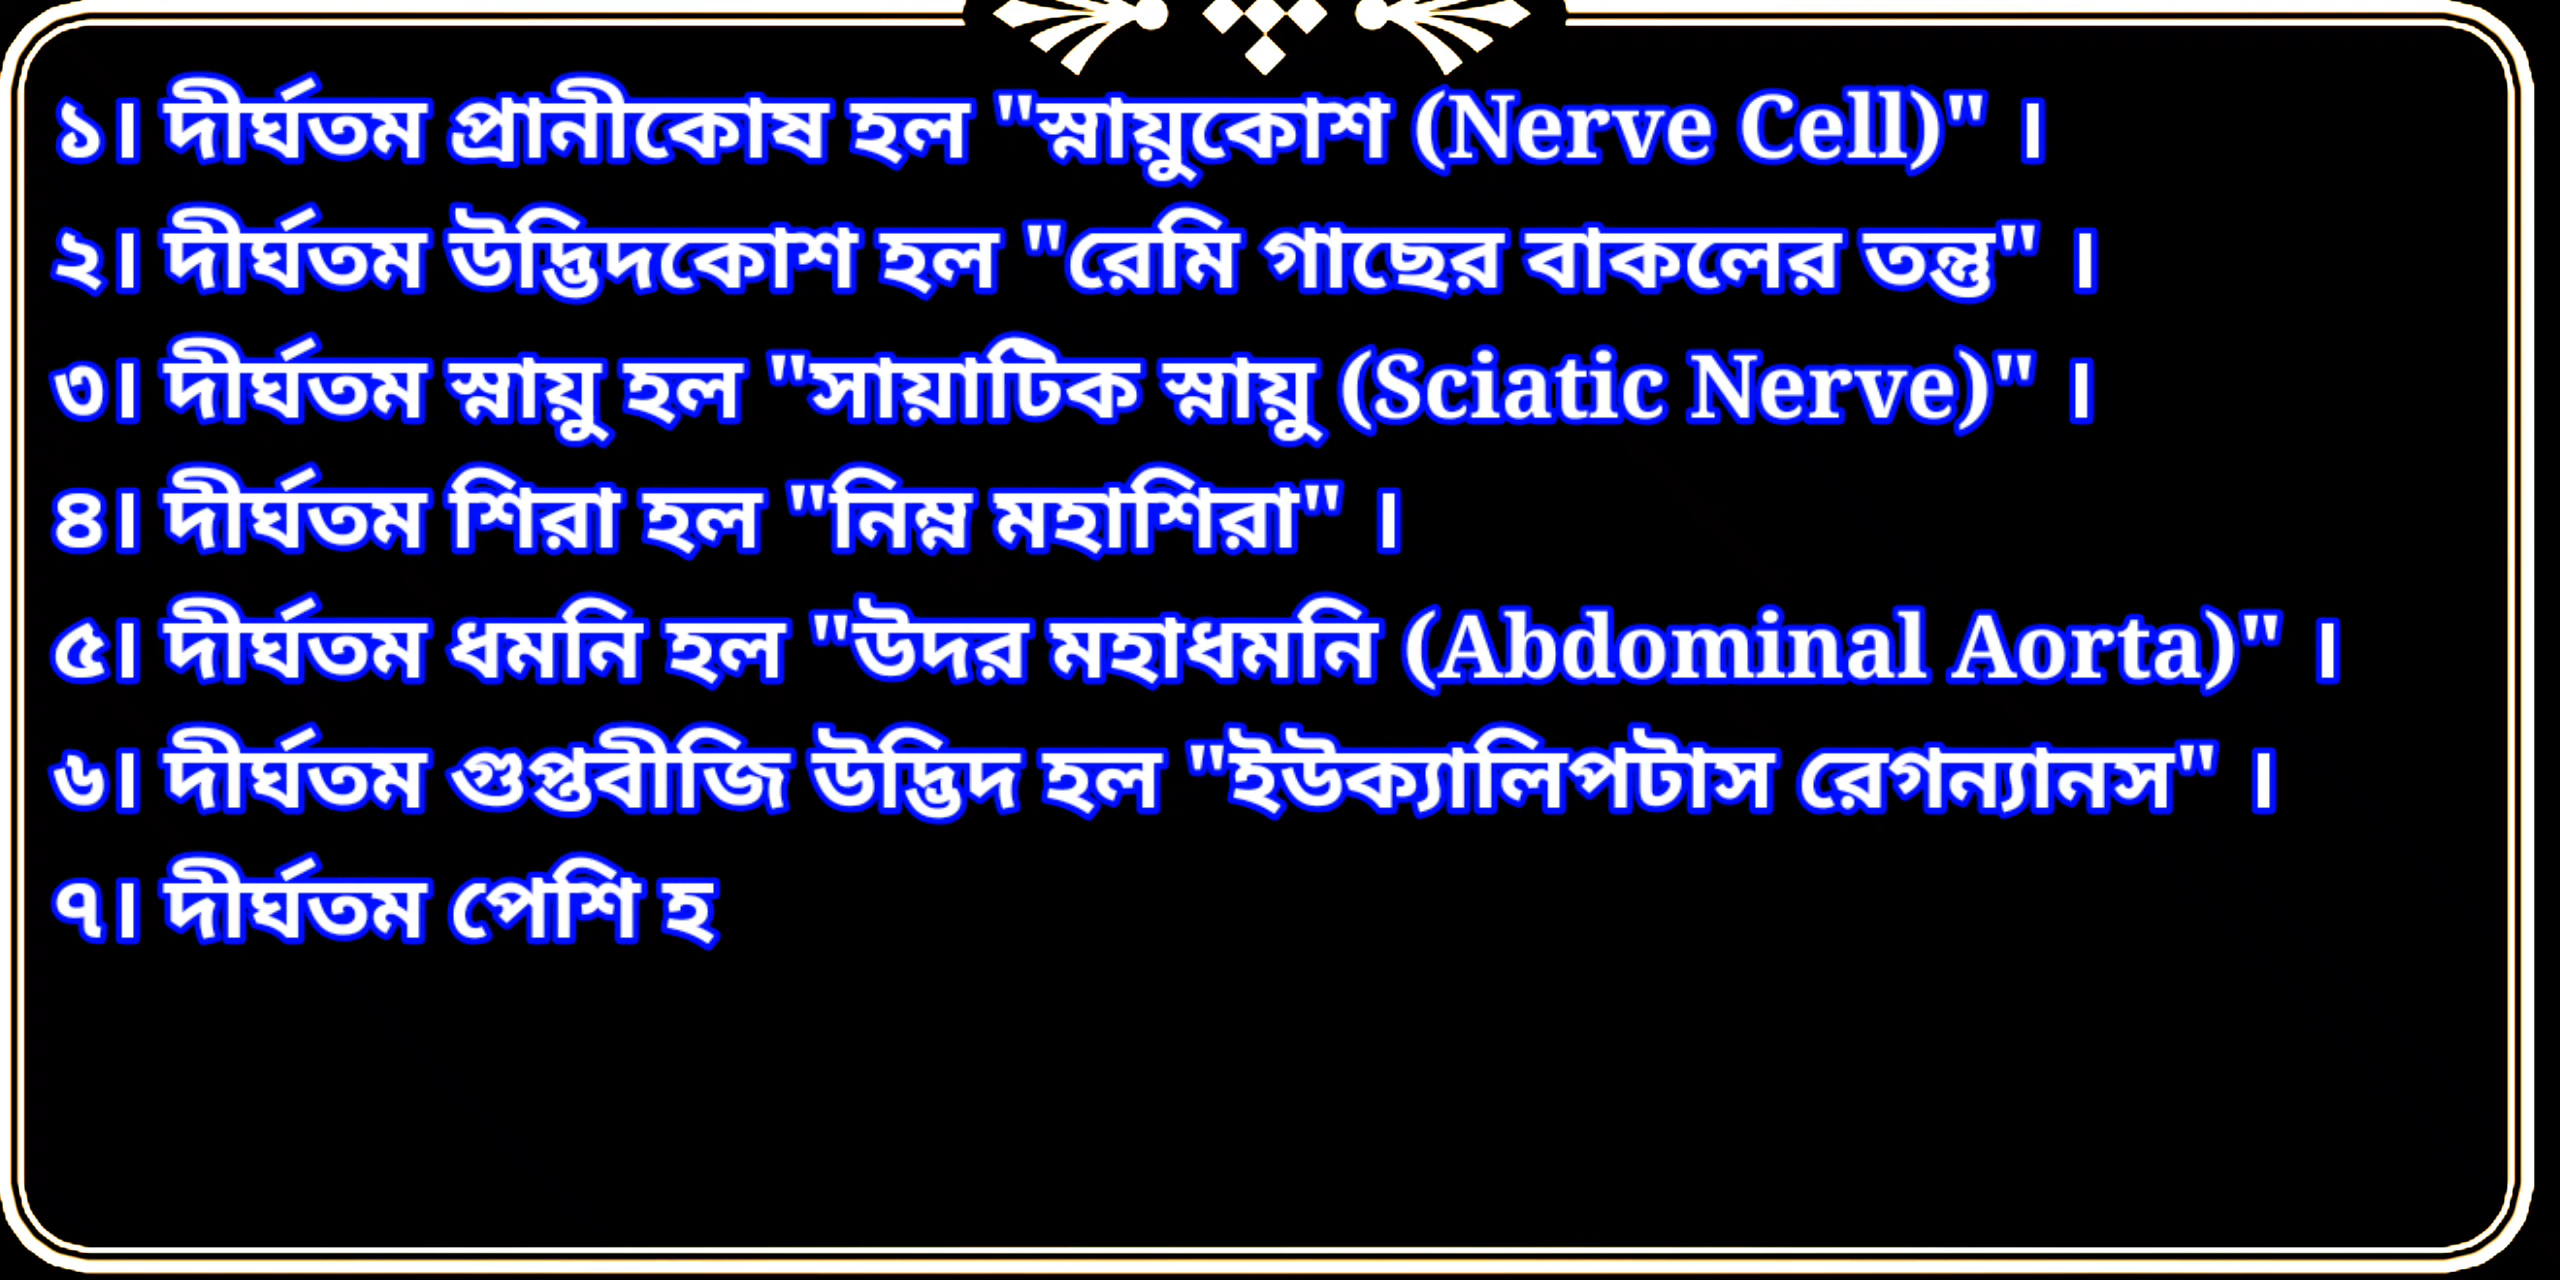 ১। দীর্ঘতম প্রানীকোষ হল "স্নায়ুকোশ (Nerve Cell)" ।
২। দীর্ঘতম উদ্ভিদকোশ হল "রেমি গাছের বাকলের তন্তু" ।
৩। দীর্ঘতম স্নায়ু হল "সায়াটিক স্নায়ু (Sciatic Nerve)" ।
৪। দীর্ঘতম শিরা হল "নিম্ন মহাশিরা" ।
৫। দীর্ঘতম ধমনি হল "উদর মহাধমনি (Abdominal Aorta)" ।
৬। দীর্ঘতম গুপ্তবীজি উদ্ভিদ হল "ইউক্যালিপটাস রেগন্যানস" ।
৭। দীর্ঘতম পেশি হ